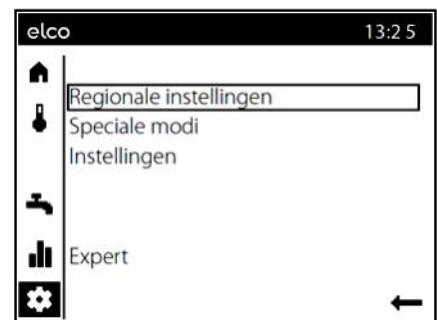 elco 13:2 5
Regionale instellingen
Speciale modi
Instellingen
Expert